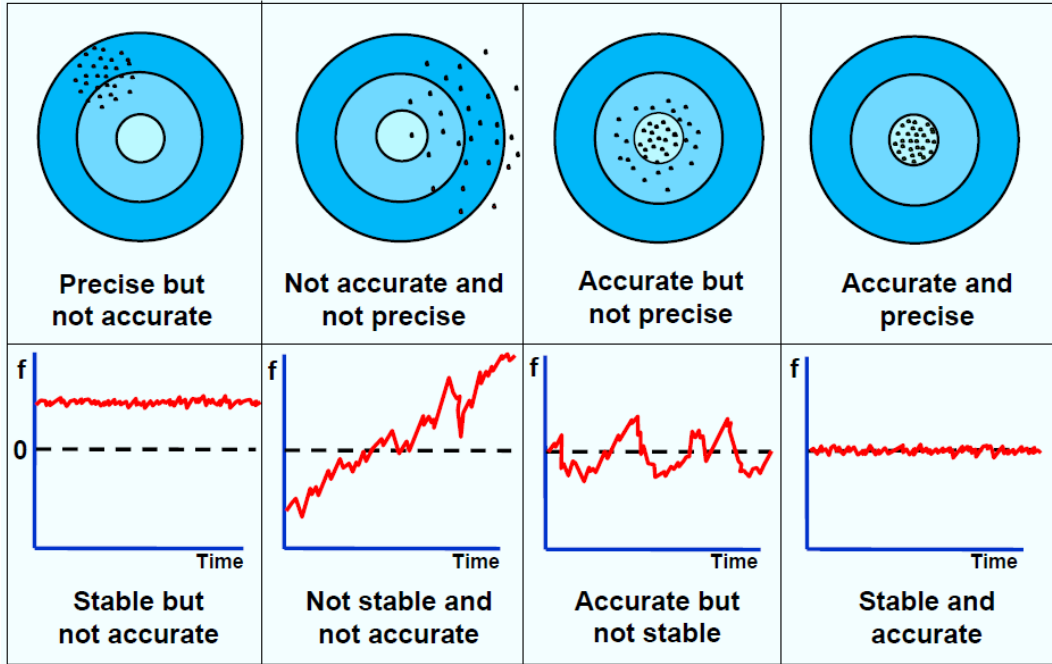 Precise but
not accurate
Not accurate and
not precise
Accurate but
not precise
Accurate and
precise
f
0
Time
Stable but
not accurate
f
Time
Not stable and
not accurate
f
Time
Accurate but
not stable
f
Time
Stable and
accurate